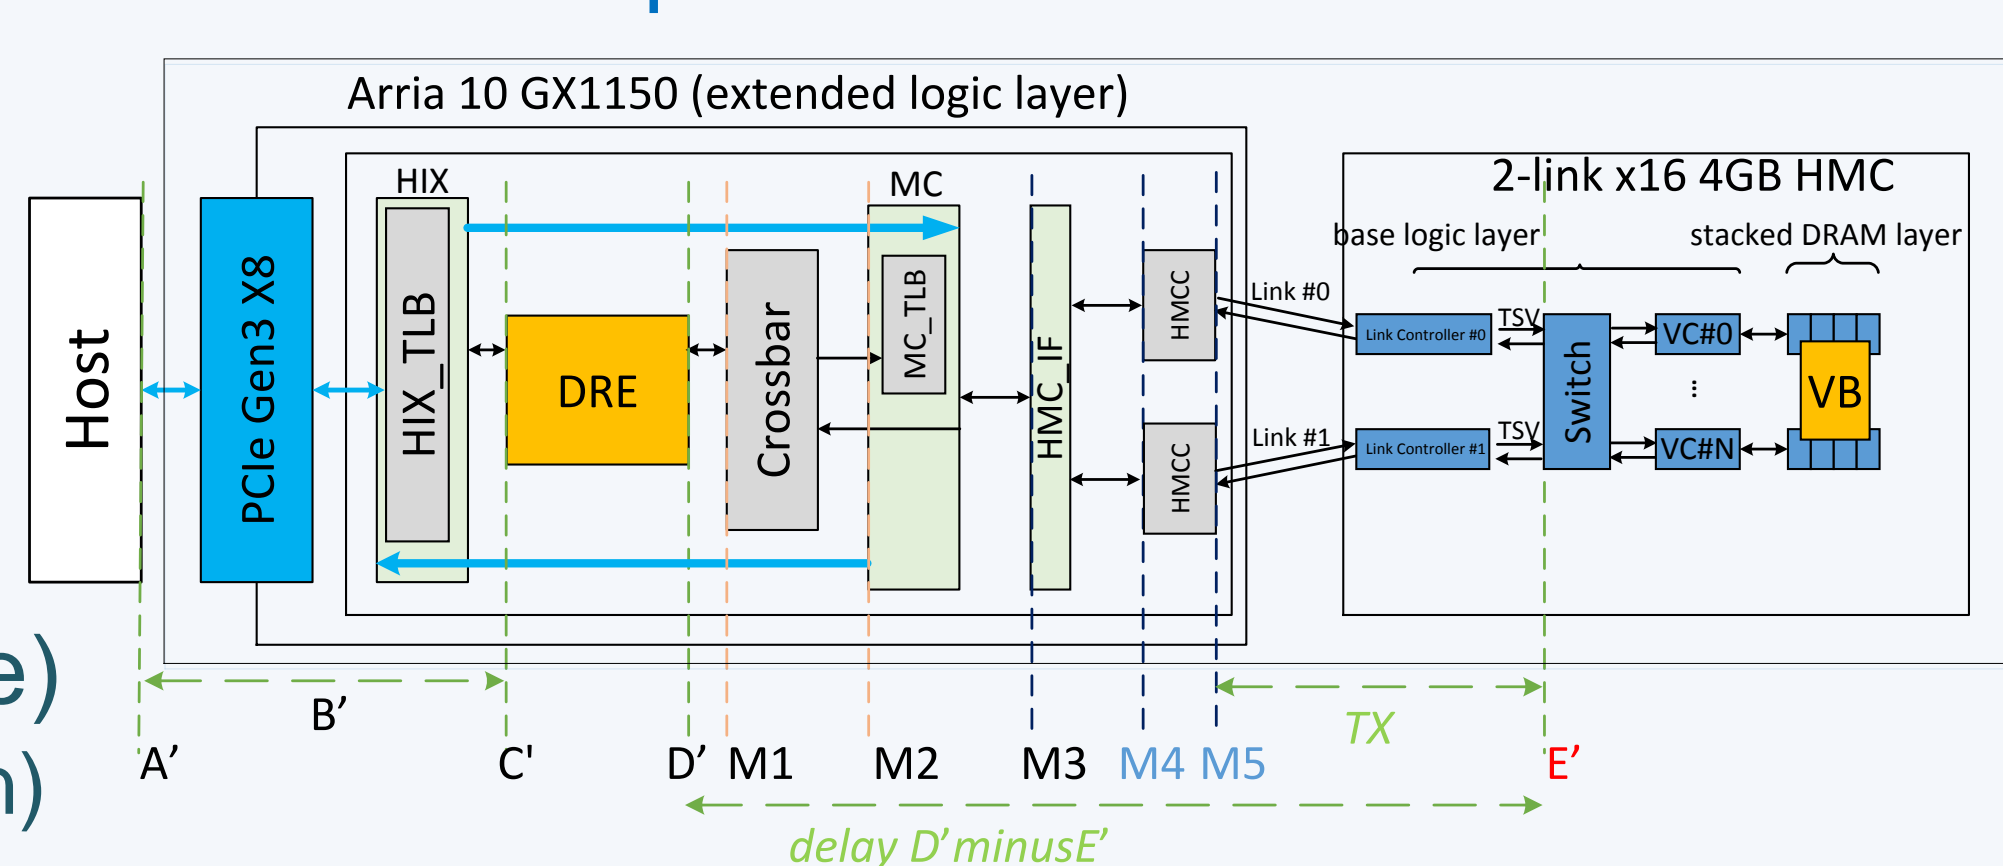 Arria 10 GX1150 (extended logic layer)
2-link x16 4GB HMC
HIX
MC
base logic layer
stacked DRAM layer
Host
PCIe Gen3 X8
HIX_TLB
DRE
Crossbar
MC_TLB
HMC_IF
HMCC
HMCC
Link #0
Link #1
Link Controller #0
Link Controller #1
TSV
TSV
Switch
VC#0
...
VC#N
VB
e)
B’
TX
)
A’
C'
D’
M1
M2
M3
M4
M5
E’
delay D’minusE’